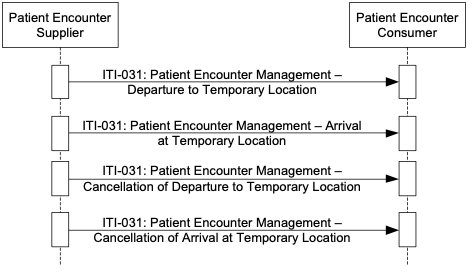 Patient Encounter
Supplier
Patient Encounter
Consumer
ITI-031: Patient Encounter Management –
Departure to Temporary Location
ITI-031: Patient Encounter Management – Arrival
at Temporary Location
ITI-031: Patient Encounter Management –
Cancellation of Departure to Temporary Location
ITI-031: Patient Encounter Management –
Cancellation of Arrival at Temporary Location